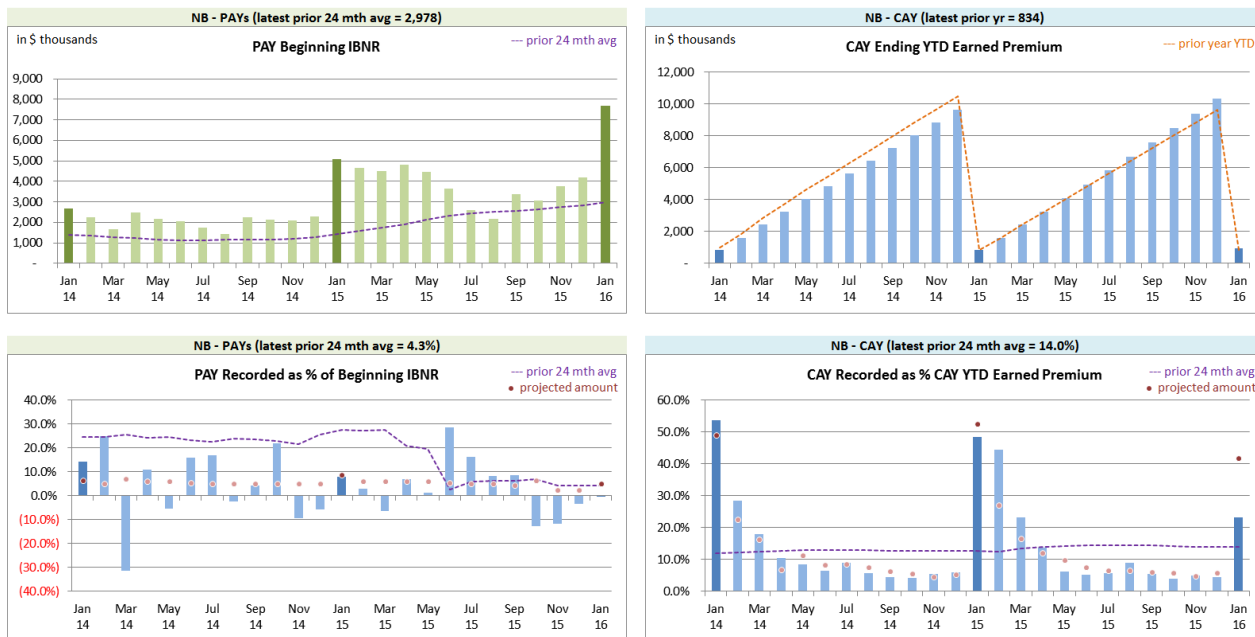 NB - PAYs (latest prior 24 mth avg = 2,978)
in $ thousands
PAY Beginning IBNR
--- prior 24 mth avg
9,000
8,000
7,000
6,000
5,000
4,000
3,000
2,000
1,000
-
Jan Mar May Jul Sep Nov Jan Mar May Jul Sep Nov Jan
14 14 14 14 14 14 15 15 15 15 15 15 16
NB - CAY (latest prior yr = 834)
in $ thousands
CAY Ending YTD Earned Premium
--- prior year YTD
12,000
10,000
8,000
6,000
4,000
2,000
-
Jan Mar May Jul Sep Nov Jan Mar May Jul Sep Nov Jan
14 14 14 14 14 14 15 15 15 15 15 15 16
NB - PAYs (latest prior 24 mth avg = 4.3%)
PAY Recorded as % of Beginning IBNR
--- prior 24 mth avg
• projected amount
40.0%
30.0%
20.0%
10.0%
0.0%
(10.0%)
(20.0%)
(30.0%)
(40.0%)
Jan Mar May Jul Sep Nov Jan Mar May Jul Sep Nov Jan
14 14 14 14 14 14 15 15 15 15 15 15 16
NB - CAY (latest prior 24 mth avg = 14.0%)
CAY Recorded as % CAY YTD Earned Premium
--- prior 24 mth avg
• projected amount
60.0%
50.0%
40.0%
30.0%
20.0%
10.0%
0.0%
Jan Mar May Jul Sep Nov Jan Mar May Jul Sep Nov Jan
14 14 14 14 14 14 15 15 15 15 15 15 16